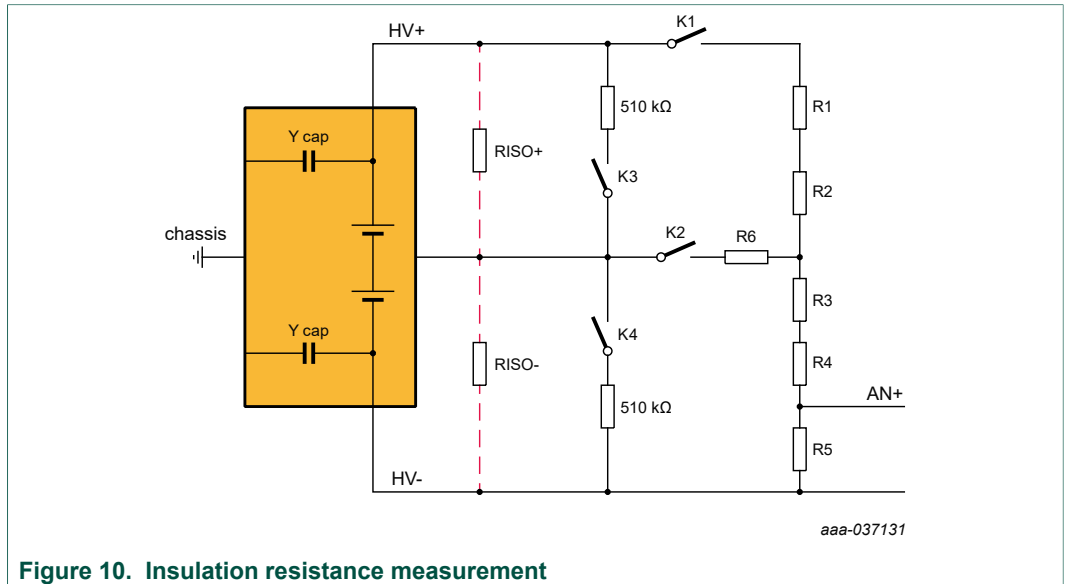 HV+
K1
510 kΩ
R1
Y cap
RISO+
K3
R2
chassis
K2
R6
R3
Y cap
K4
RISO-
R4
AN+
510 kΩ
R5
HV-
aaa-037131
Figure 10. Insulation resistance measurement